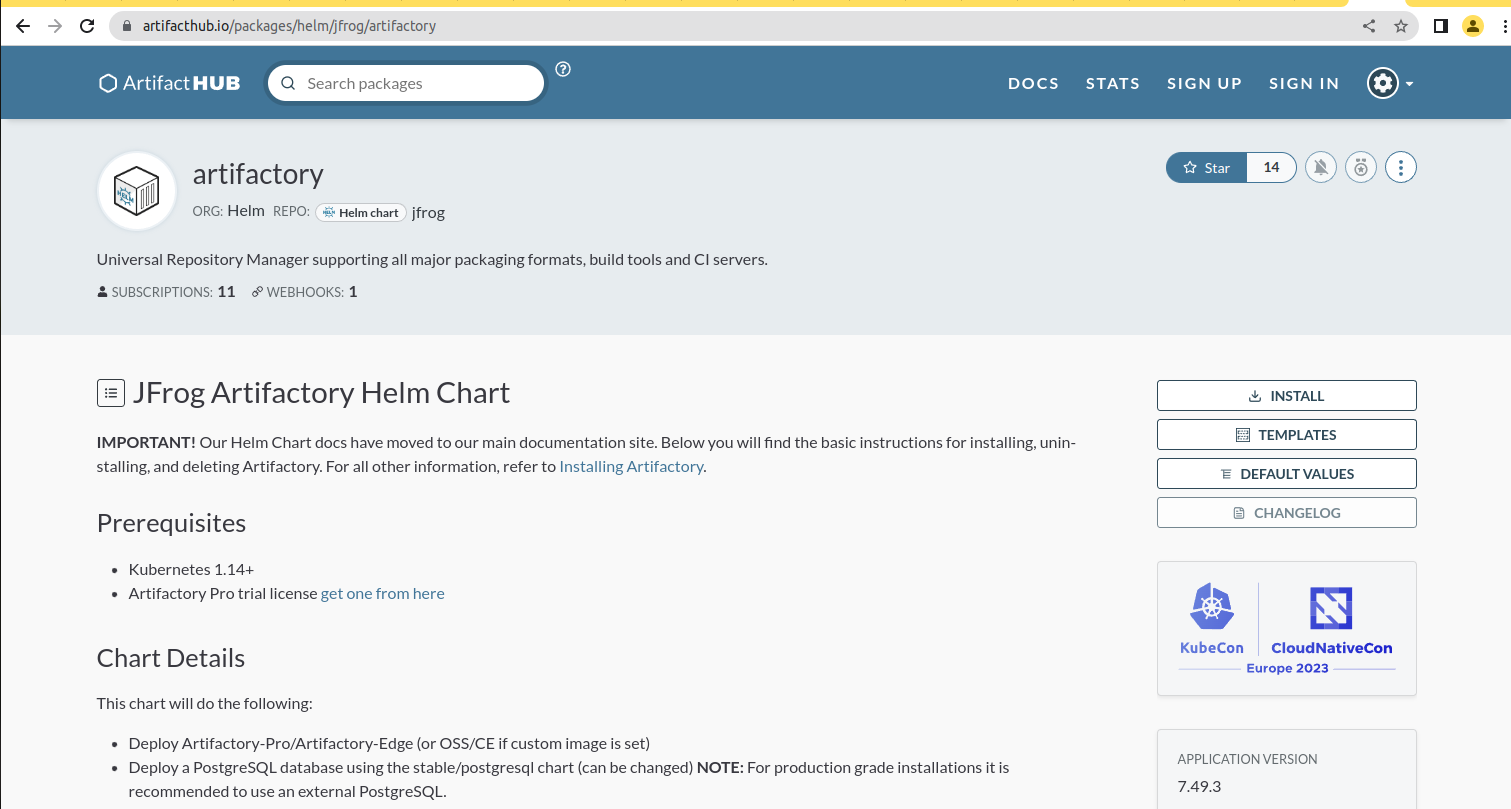 artifacthub.io/packages/helm/jfrog/artifactory
Artifact HUB
Search packages
?
DOCS STATS SIGN UP SIGN IN
HELM
artifactory
ORG: Helm REPO: HELM Helm chart jfrog
Star 14
Universal Repository Manager supporting all major packaging formats, build tools and CI servers.
SUBSCRIPTIONS: 11 WEBHOOKS: 1
JFrog Artifactory Helm Chart
IMPORTANT! Our Helm Chart docs have moved to our main documentation site. Below you will find the basic instructions for installing, unin-
stalling, and deleting Artifactory. For all other information, refer to Installing Artifactory.
Prerequisites
• Kubernetes 1.14+
• Artifactory Pro trial license get one from here
Chart Details
This chart will do the following:
• Deploy Artifactory-Pro/Artifactory-Edge (or OSS/CE if custom image is set)
• Deploy a PostgreSQL database using the stable/postgresql chart (can be changed) NOTE: For production grade installations it is
recommended to use an external PostgreSQL.
INSTALL
TEMPLATES
DEFAULT VALUES
CHANGELOG
KubeCon CloudNativeCon
Europe 2023
APPLICATION VERSION
7.49.3